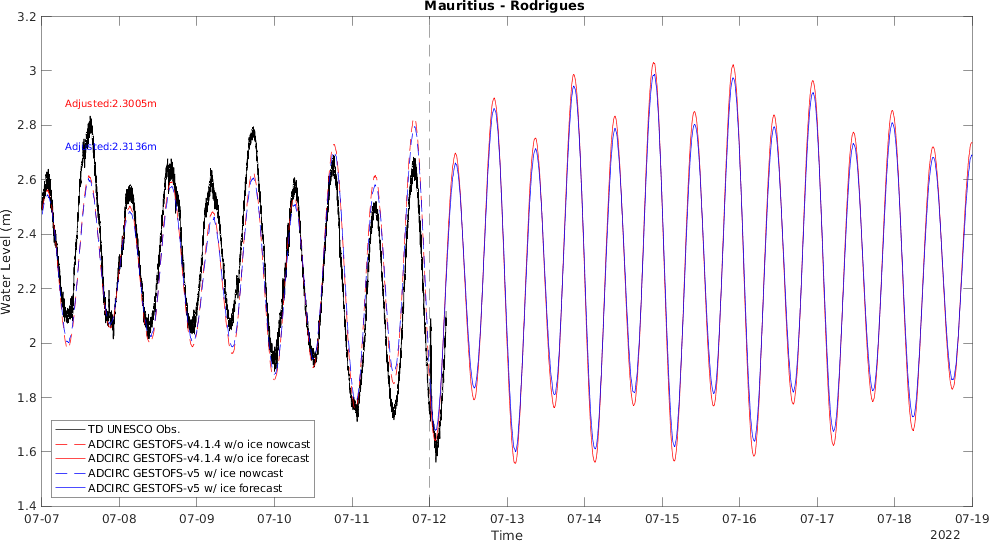 Mauritius - Rodrigues
3.2
3
2.8
2.6
2.4
2.2
2
1.8
1.6
1.4
Water Level (m)
Adjusted:2.3005m
Adjusted:2.3136m
TD UNESCO Obs.
ADCIRC GESTOFS-v4.1.4 w/o ice nowcast
ADCIRC GESTOFS-v4.1.4 w/o ice forecast
ADCIRC GESTOFS-v5 w/ ice nowcast
ADCIRC GESTOFS-v5 w/ ice forecast
07-07 07-08 07-09 07-10 07-11 07-12 07-13 07-14 07-15 07-16 07-17 07-18 07-19
Time
2022